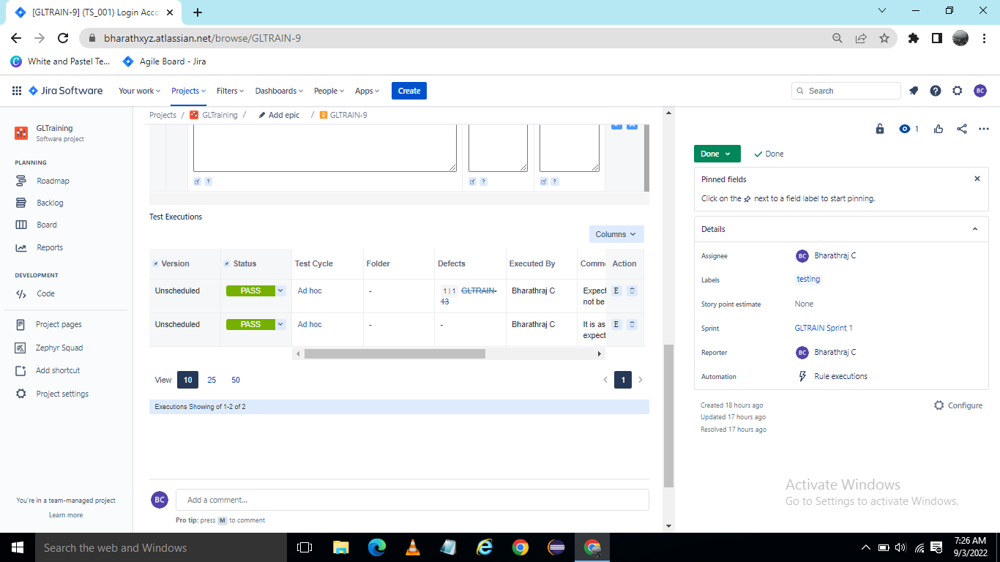 [GLTRAIN-9] (TS_001) Login Acco
bharathxyz.atlassian.net/browse/GLTRAIN-9
White and Pastel Te...
Agile Board - Jira
Jira Software
Your work
Projects
Filters
Dashboards
People
Apps
Create
Search
BC
GLTraining
Software project
PLANNING
Roadmap
Backlog
Board
Reports
DEVELOPMENT
Code
Project pages
Zephyr Squad
Add shortcut
Project settings
You're in a team-managed project
Learn more
Projects / GLTraining / Add epic / GLTRAIN-9
? ? ?
Test Executions
Columns
Version Status Test Cycle Folder Defects Executed By Comm Action
Unscheduled PASS Ad hoc - 1 | 1 GLTRAIN- Bharathraj C Expect E
13 not be
Unscheduled PASS Ad hoc - - Bharathraj C It is as E
expect
View 10 25 50 1
Executions Showing of 1-2 of 2
BC Add a comment...
Pro tip: press M to comment
1
Done Done
Pinned fields
Click on the next to a field label to start pinning.
Details
Assignee BC Bharathraj C
Labels testing
Story point estimate None
Sprint GLTRAIN Sprint 1
Reporter BC Bharathraj C
Automation Rule executions
Created 18 hours ago Configure
Updated 17 hours ago
Resolved 17 hours ago
Activate Windows
Go to Settings to activate Windows.
Search the web and Windows
7:26 AM
9/3/2022